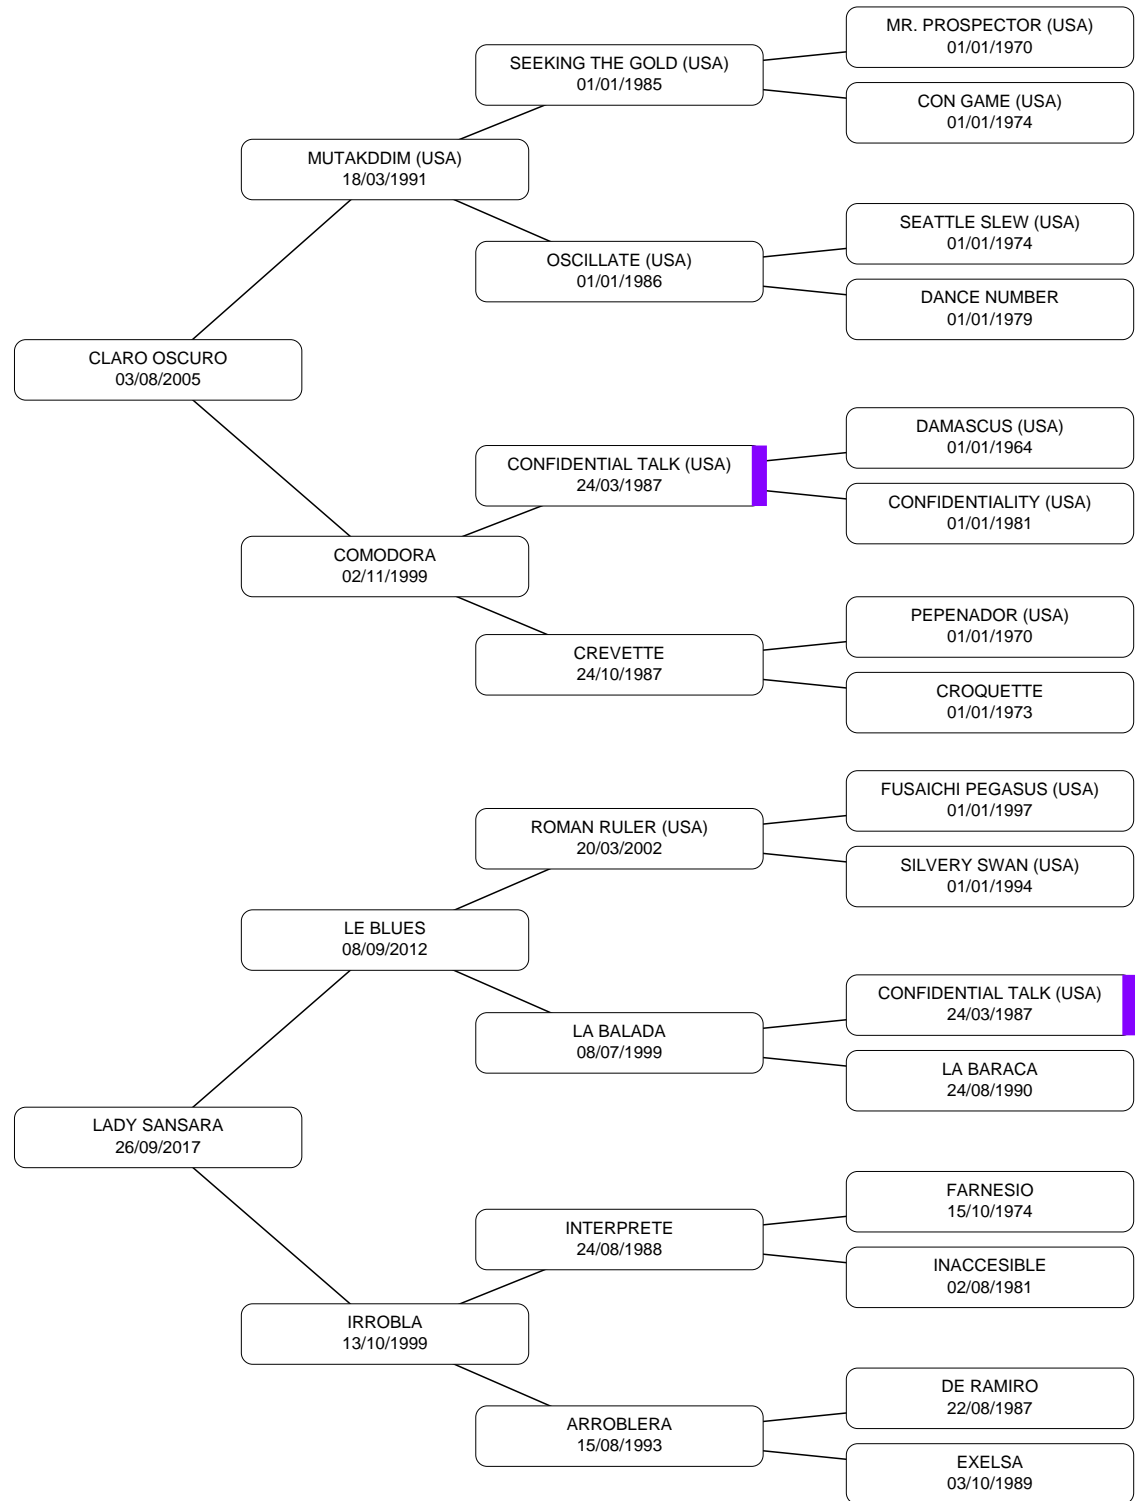 MR. PROSPECTOR (USA)
01/01/1970
SEEKING THE GOLD (USA)
01/01/1985
CON GAME (USA)
01/01/1974
MUTAKDDIM (USA)
18/03/1991
SEATTLE SLEW (USA)
01/01/1974
OSCILLATE (USA)
01/01/1986
DANCE NUMBER
01/01/1979
CLARO OSCURO
03/08/2005
DAMASCUS (USA)
01/01/1964
CONFIDENTIAL TALK (USA)
24/03/1987
CONFIDENTIALITY (USA)
01/01/1981
COMODORA
02/11/1999
PEPENADOR (USA)
01/01/1970
CREVETTE
24/10/1987
CROQUETTE
01/01/1973
FUSAICHI PEGASUS (USA)
01/01/1997
ROMAN RULER (USA)
20/03/2002
SILVERY SWAN (USA)
01/01/1994
LE BLUES
08/09/2012
CONFIDENTIAL TALK (USA)
24/03/1987
LA BALADA
08/07/1999
LA BARACA
24/08/1990
LADY SANSARA
26/09/2017
FARNESIO
15/10/1974
INTERPRETE
24/08/1988
INACCESIBLE
02/08/1981
IRROBLA
13/10/1999
DE RAMIRO
22/08/1987
ARROBLERA
15/08/1993
EXELSA
03/10/1989